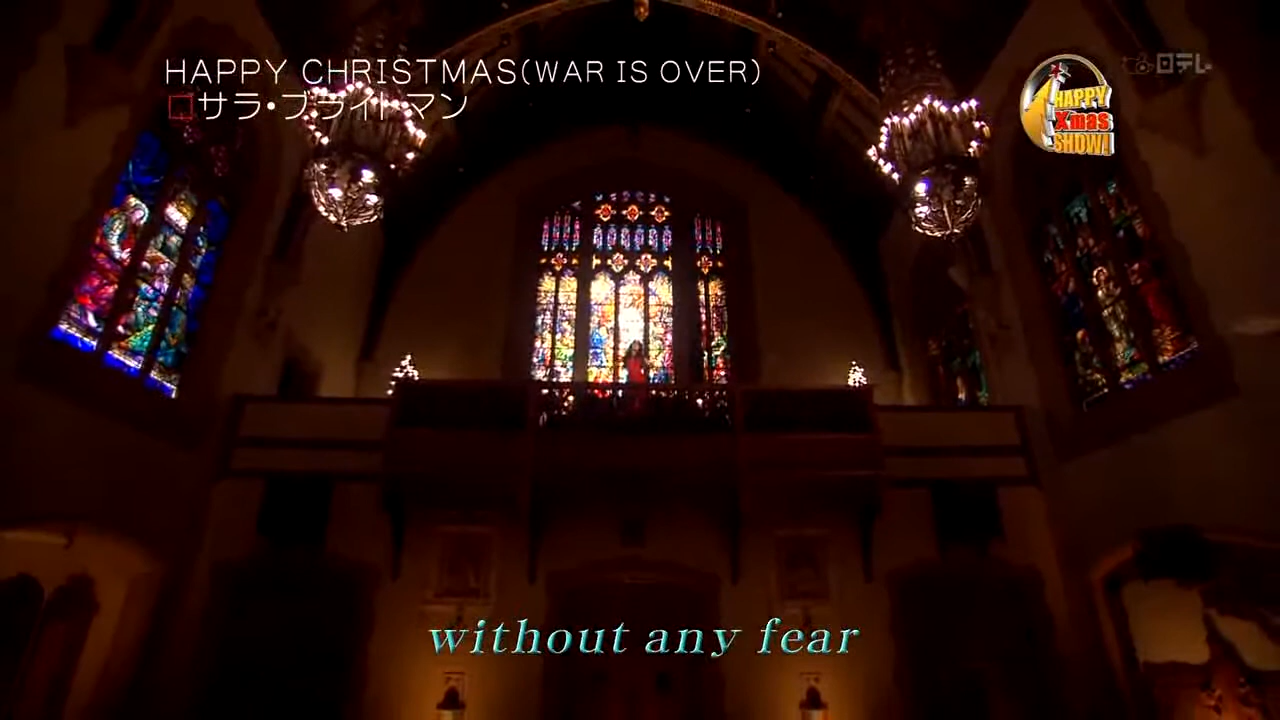 HAPPY CHRISTMAS(WAR IS OVER)
サラ・ブライトマン
HAPPY
Xmas
SHOW!
日テレ
without any fear